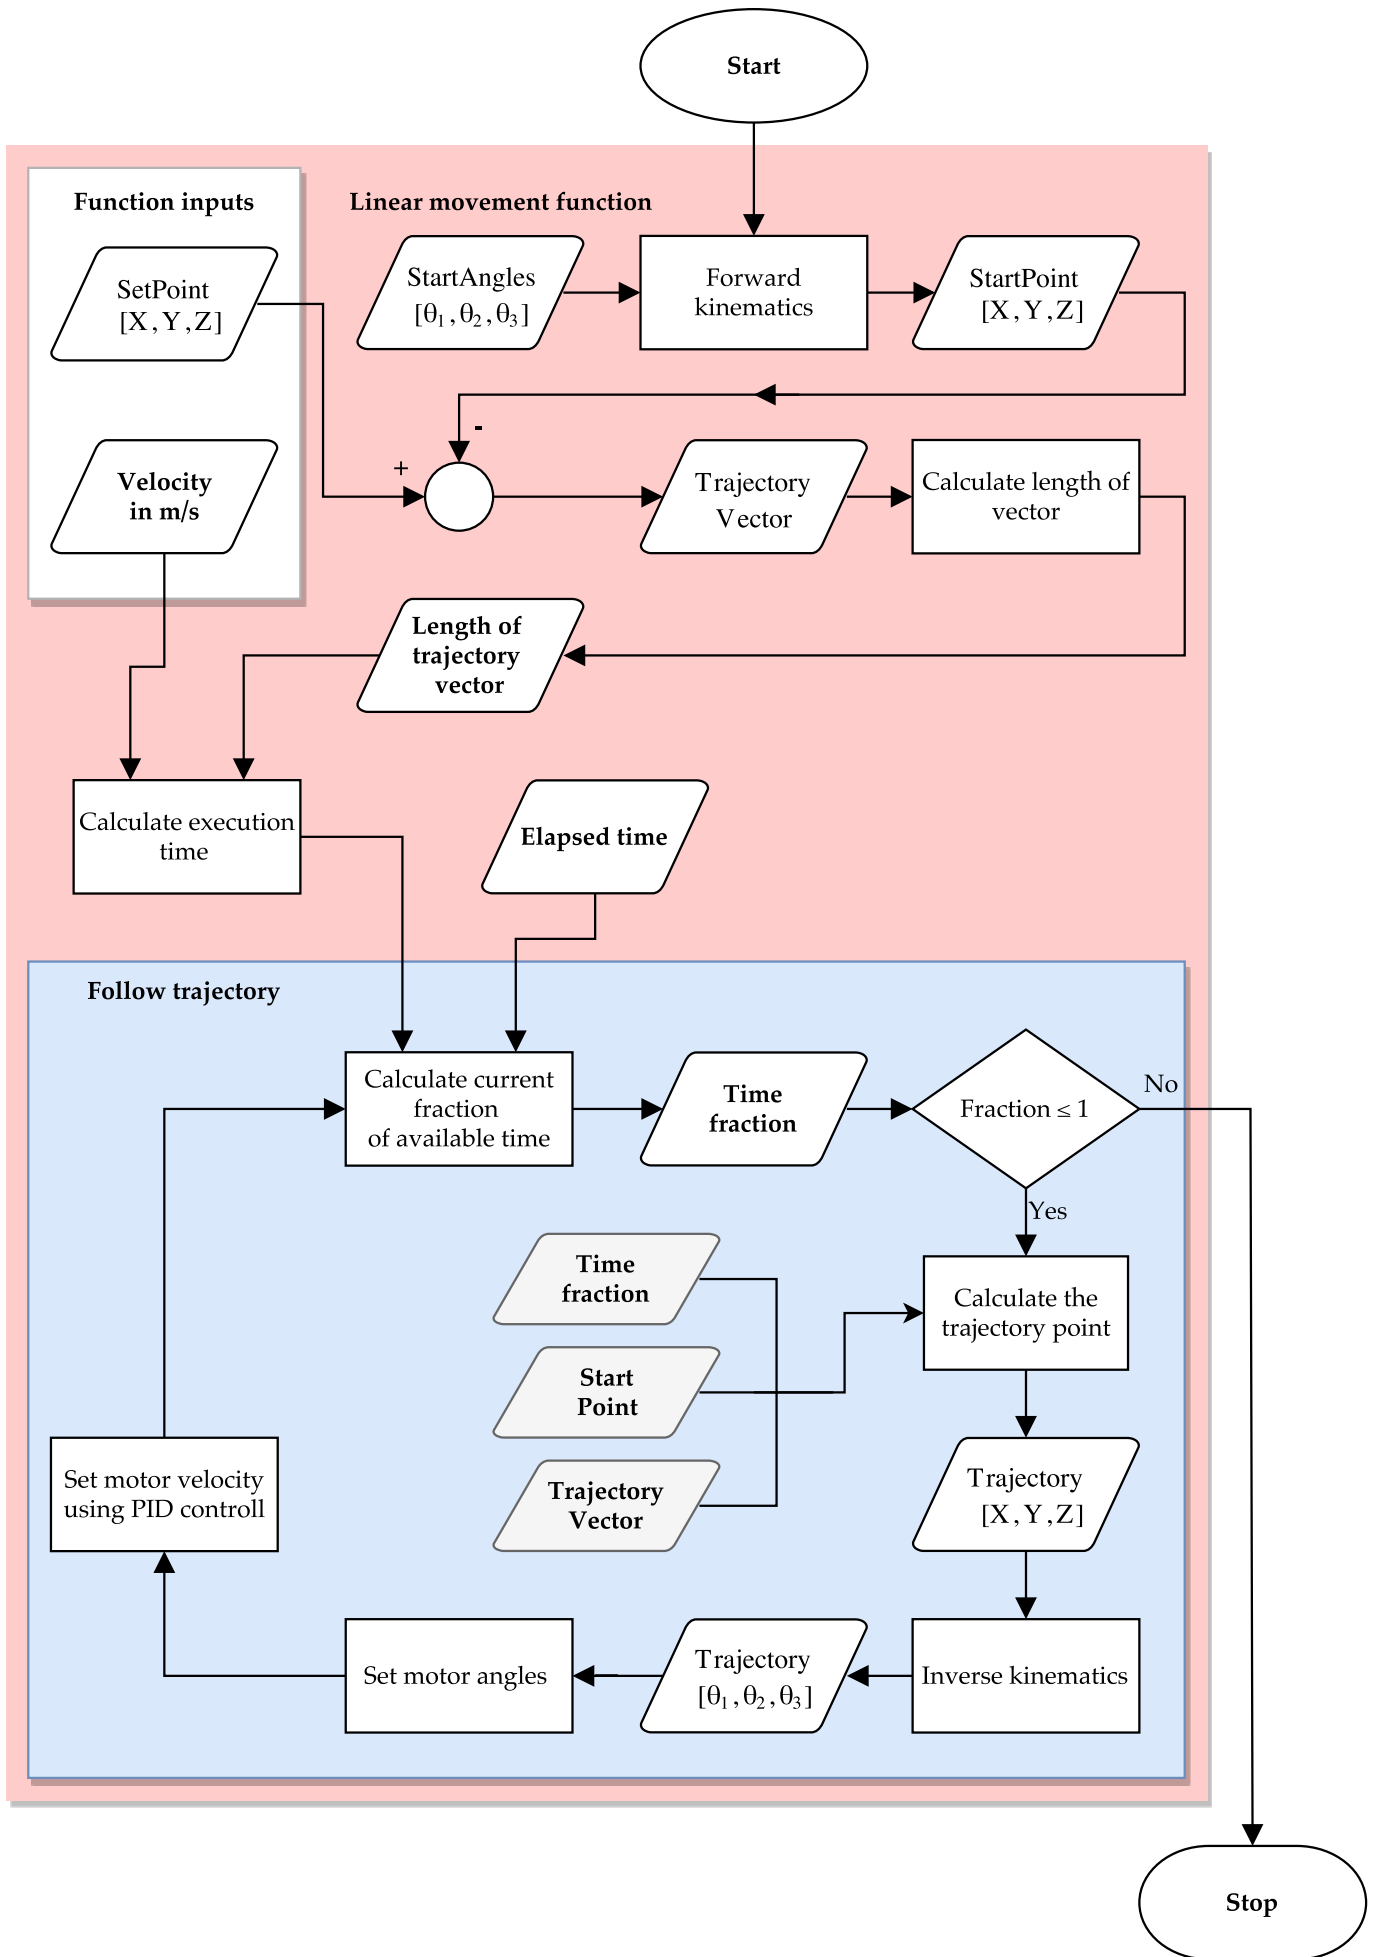 Start
Function inputs
Linear movement function
SetPoint
[X, Y, Z]
StartAngles
[θ₁, θ₂, θ₃]
Forward
kinematics
StartPoint
[X, Y, Z]
-
+
Velocity
in m/s
Trajectory
Vector
Calculate length of
vector
Length of
trajectory
vector
Calculate execution
time
Elapsed time
Follow trajectory
Calculate current
fraction
of available time
Time
fraction
Fraction ≤ 1
No
Yes
Time
fraction
Calculate the
trajectory point
Start
Point
Trajectory
Vector
Trajectory
[X, Y, Z]
Set motor velocity
using PID controll
Set motor angles
Trajectory
[θ₁, θ₂, θ₃]
Inverse kinematics
Stop